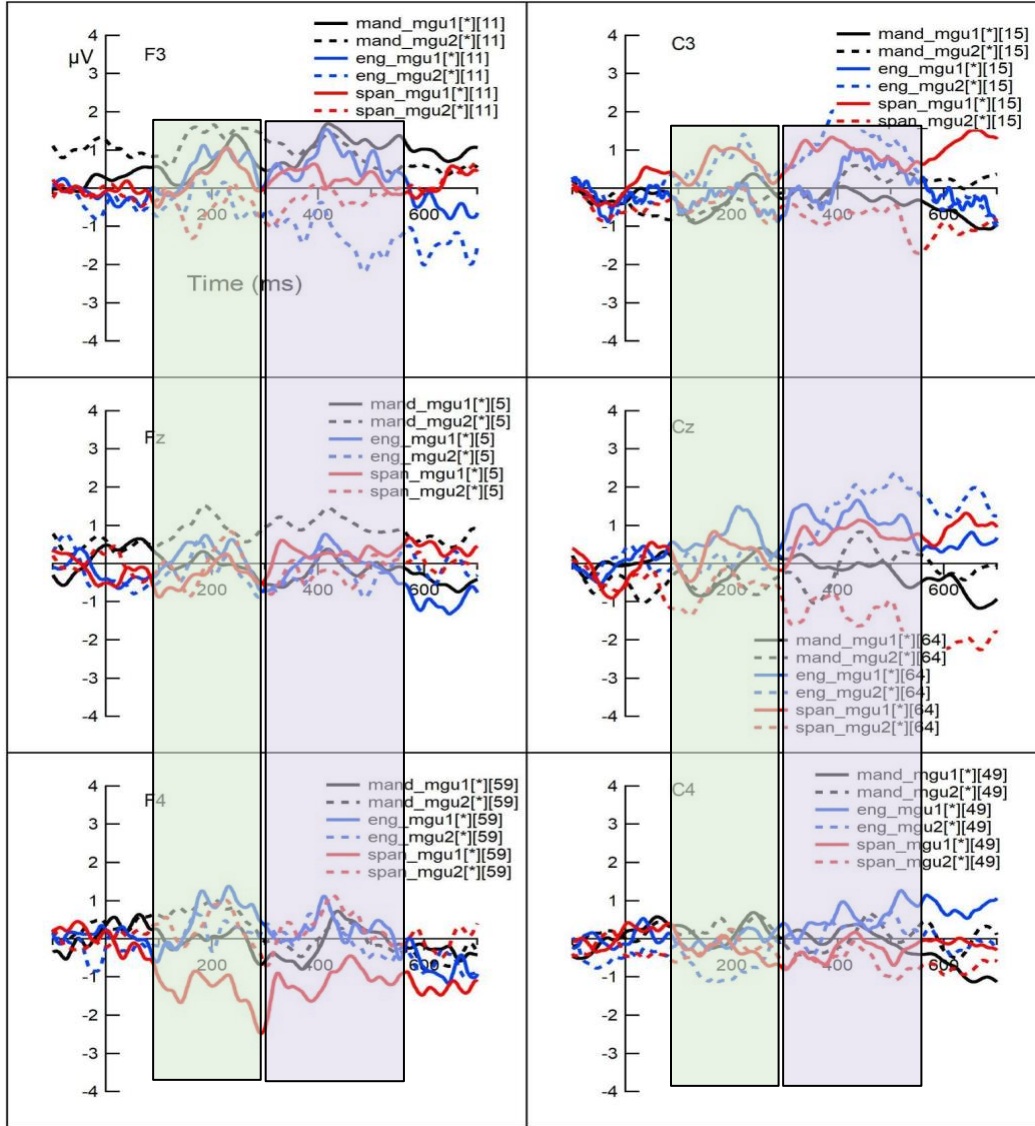 mand_mgu1[*][11]
mand_mgu2[*][11]
eng_mgu1[*][11]
eng_mgu2[*][11]
span_mgu1[*][11]
span_mgu2[*][11]
µV
F3
4
3
2
1
-1
-2
-3
-4
200
400
600
Time (ms)
C3
mand_mgu1[*][15]
mand_mgu2[*][15]
eng_mgu1[*][15]
eng_mgu2[*][15]
span_mgu1[*][15]
span_mgu2[*][15]
4
3
2
1
-1
-2
-3
-4
200
400
600
Fz
mand_mgu1[*][5]
mand_mgu2[*][5]
eng_mgu1[*][5]
eng_mgu2[*][5]
span_mgu1[*][5]
span_mgu2[*][5]
4
3
2
1
-1
-2
-3
-4
200
400
600
Cz
4
3
2
1
-1
-2
-3
-4
200
400
600
mand_mgu1[*][64]
mand_mgu2[*][64]
eng_mgu1[*][64]
eng_mgu2[*][64]
span_mgu1[*][64]
span_mgu2[*][64]
F4
mand_mgu1[*][59]
mand_mgu2[*][59]
eng_mgu1[*][59]
eng_mgu2[*][59]
span_mgu1[*][59]
span_mgu2[*][59]
4
3
2
1
-1
-2
-3
-4
200
400
600
C4
mand_mgu1[*][49]
mand_mgu2[*][49]
eng_mgu1[*][49]
eng_mgu2[*][49]
span_mgu1[*][49]
span_mgu2[*][49]
4
3
2
1
-1
-2
-3
-4
200
400
600